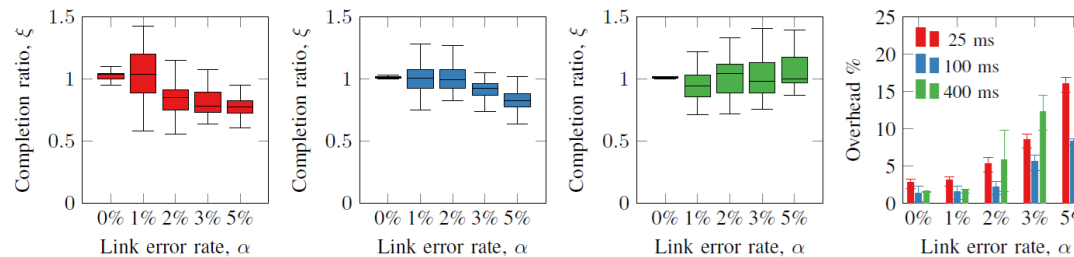 Completion ratio, ξ
1.5
1
0.5
0
0% 1% 2% 3% 5%
Link error rate, α
Completion ratio, ξ
1.5
1
0.5
0
0% 1% 2% 3% 5%
Link error rate, α
Completion ratio, ξ
1.5
1
0.5
0
0% 1% 2% 3% 5%
Link error rate, α
Overhead %
25
20
15
10
5
0
25 ms
100 ms
400 ms
0% 1% 2% 3% 5%
Link error rate, α